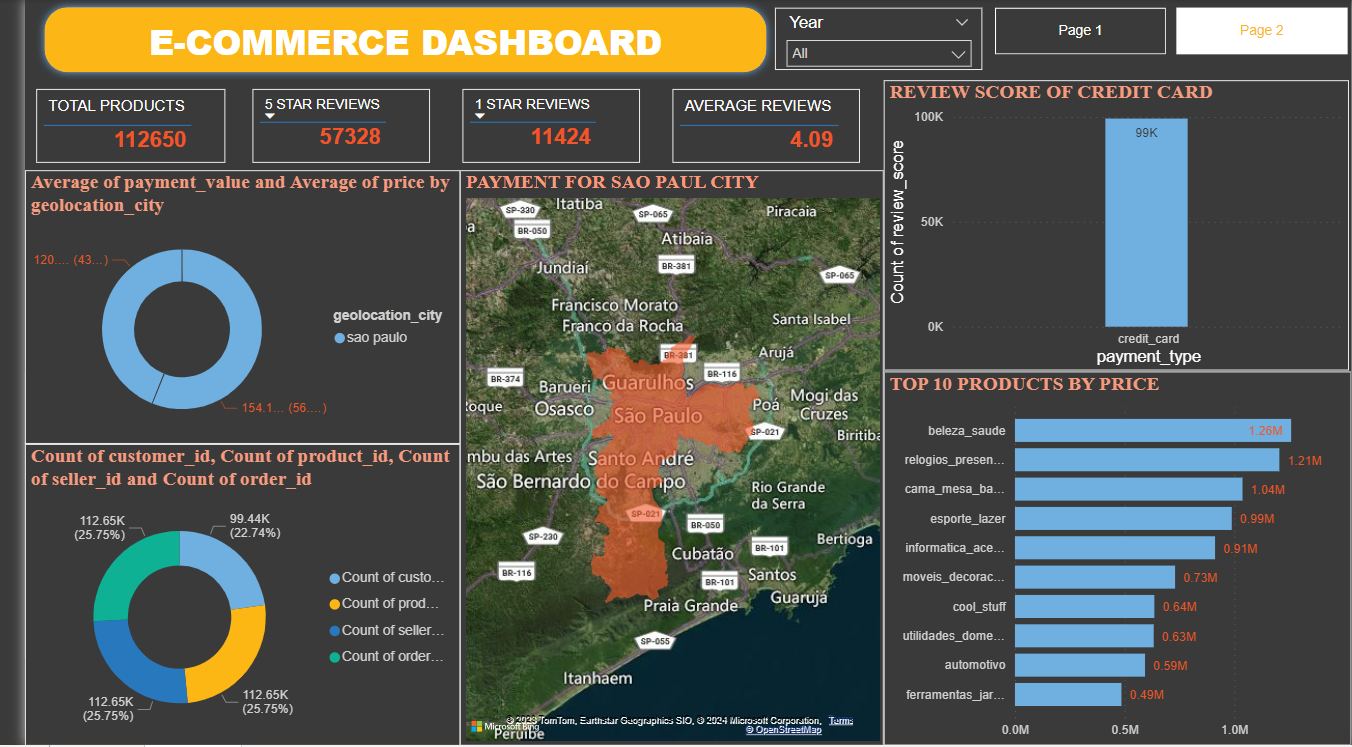 E-COMMERCE DASHBOARD
Year
All
Page 1
Page 2
TOTAL PRODUCTS
112650
5 STAR REVIEWS
57328
1 STAR REVIEWS
11424
AVERAGE REVIEWS
4.09
Average of payment_value and Average of price by
geolocation_city
120.... (43...)
154.1... (56....)
geolocation_city
sao paulo
Count of customer_id, Count of product_id, Count
of seller_id and Count of order_id
112.65K
(25.75%)
99.44K
(22.74%)
112.65K
(25.75%)
112.65K
(25.75%)
Count of custo...
Count of prod...
Count of seller...
Count of order...
PAYMENT FOR SAO PAUL CITY
SP-330
Itatiba
SP-065
Piracaia
BR-050
Atibaia
Jundiaí
BR-381
SP-065
Francisco Morato
Franco da Rocha
Santa Isabel
BR-381
Arujá
BR-374
Barueri
Guarulhos
BR-116
Mogi das
Cruzes
Roque
Osasco
São Paulo
Poá
SP-021
Biritiba
mbu das Artes
Santo André
São Bernardo do Campo
Rio Grande
da Serra
SP-021
BR-050
SP-230
Bertioga
Cubatão
BR-101
BR-116
BR-101
Santos
Praia Grande
Guarujá
SP-055
Itanhaem
Microsoft Bing
Peruíbe
© 2023 TomTom, Earthstar Geographics SIO, © 2024 Microsoft Corporation, Terms
© OpenStreetMap
REVIEW SCORE OF CREDIT CARD
Count of review_score
100K
50K
0K
99K
credit_card
payment_type
TOP 10 PRODUCTS BY PRICE
beleza_saude 1.26M
relogios_presen... 1.21M
cama_mesa_ba... 1.04M
esporte_lazer 0.99M
informatica_ace... 0.91M
moveis_decorac... 0.73M
cool_stuff 0.64M
utilidades_dome... 0.63M
automotivo 0.59M
ferramentas_jar... 0.49M
0.0M 0.5M 1.0M